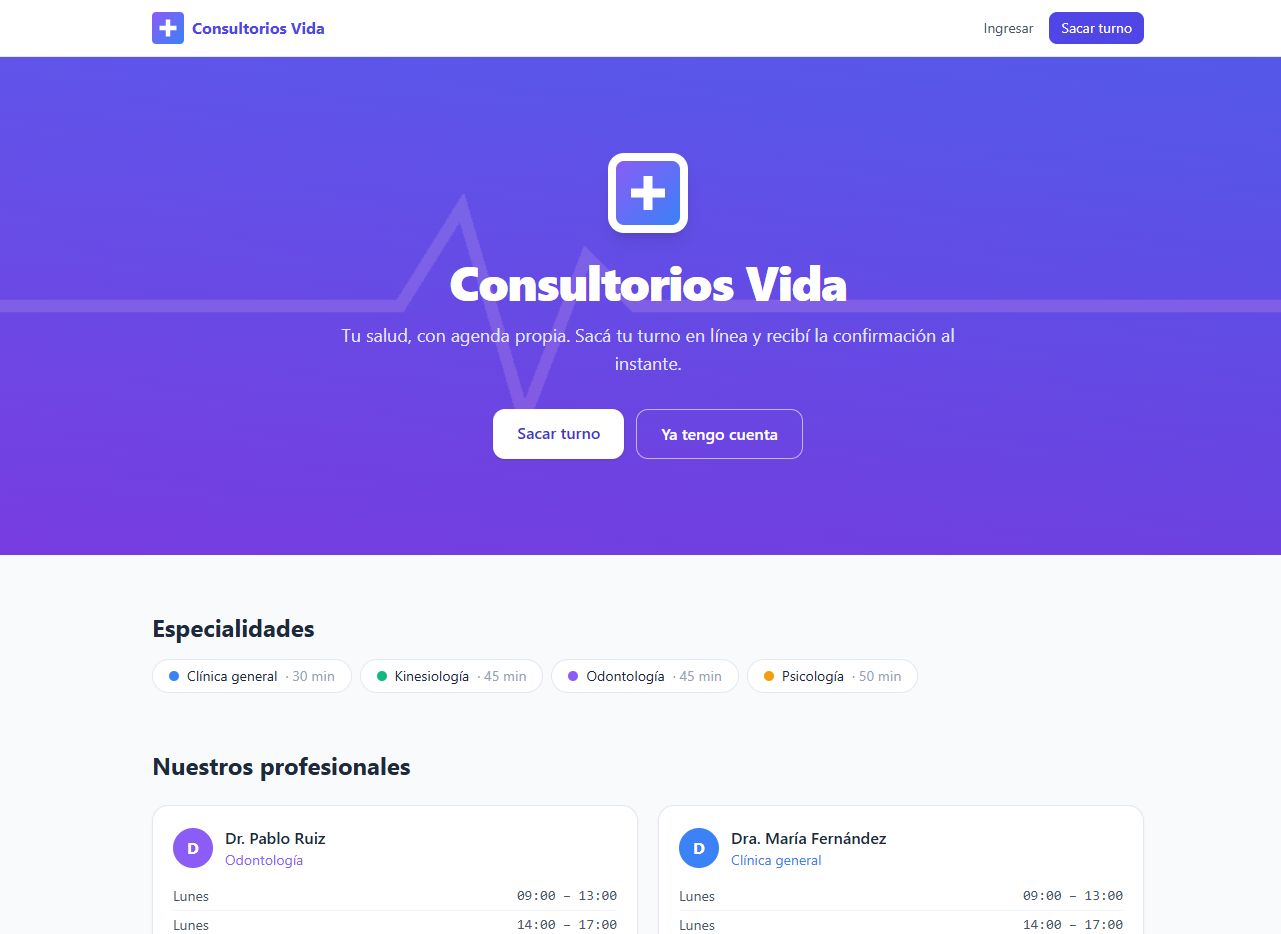 Consultorios Vida
Ingresar
Sacar turno
Consultorios Vida
Tu salud, con agenda propia. Sacá tu turno en línea y recibí la confirmación al
instante.
Sacar turno
Ya tengo cuenta
Especialidades
Clínica general · 30 min
Kinesiología · 45 min
Odontología · 45 min
Psicología · 50 min
Nuestros profesionales
D
Dr. Pablo Ruiz
Odontología
Lunes 09:00 – 13:00
Lunes 14:00 – 17:00
D
Dra. María Fernández
Clínica general
Lunes 09:00 – 13:00
Lunes 14:00 – 17:00